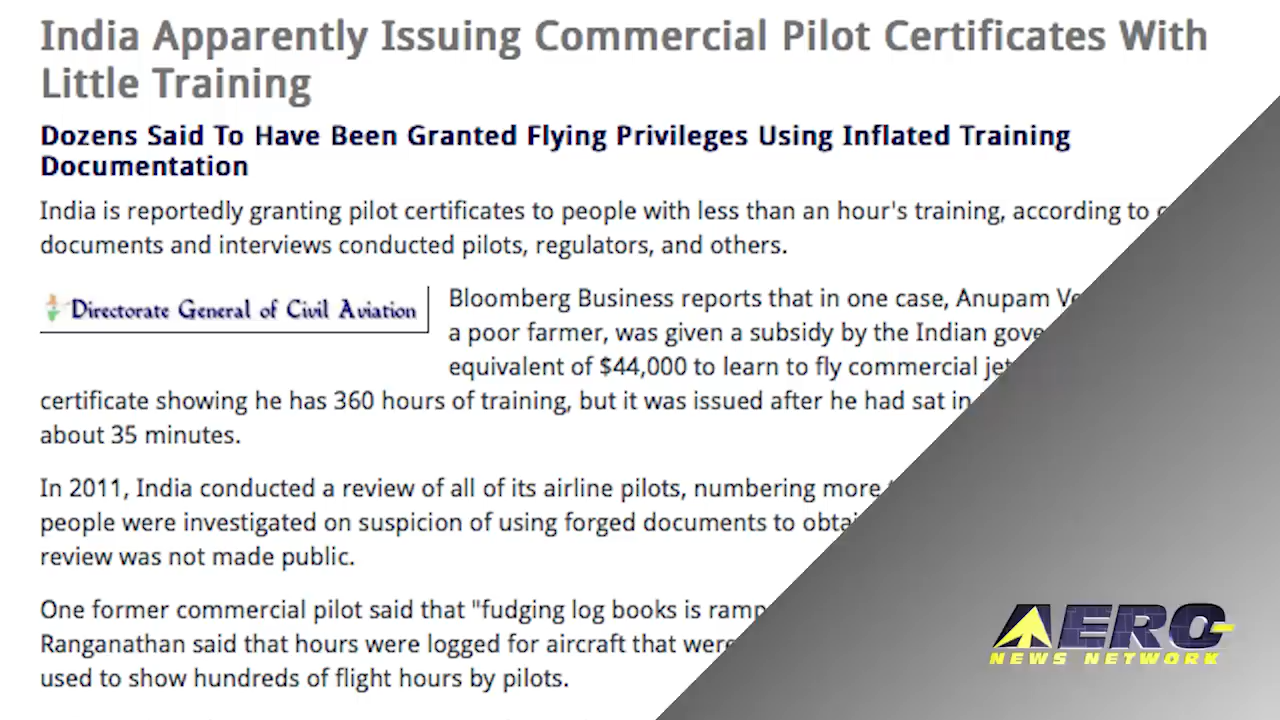 India Apparently Issuing Commercial Pilot Certificates With
Little Training
Dozens Said To Have Been Granted Flying Privileges Using Inflated Training
Documentation
India is reportedly granting pilot certificates to people with less than an hour's training, according to
documents and interviews conducted pilots, regulators, and others.
Directorate General of Civil Aviation
Bloomberg Business reports that in one case, Anupam
a poor farmer, was given a subsidy by the Indian
equivalent of $44,000 to learn to fly commercial
certificate showing he has 360 hours of training, but it was issued after he had sat in
about 35 minutes.
In 2011, India conducted a review of all of its airline pilots, numbering more
people were investigated on suspicion of using forged documents to
review was not made public.
One former commercial pilot said that "fudging log books is
Ranganathan said that hours were logged for aircraft that were
used to show hundreds of flight hours by pilots.
AERO
NEWS NETWORK